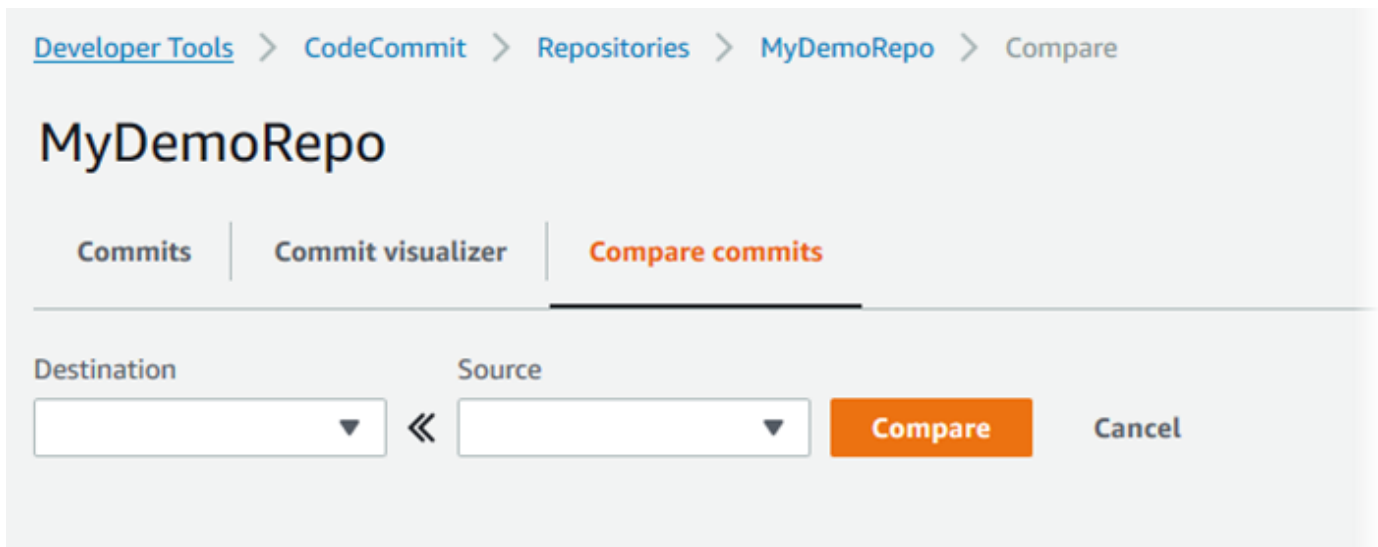 Developer Tools > CodeCommit > Repositories > MyDemoRepo > Compare
MyDemoRepo
Commits Commit visualizer Compare commits
Destination Source
« Compare Cancel